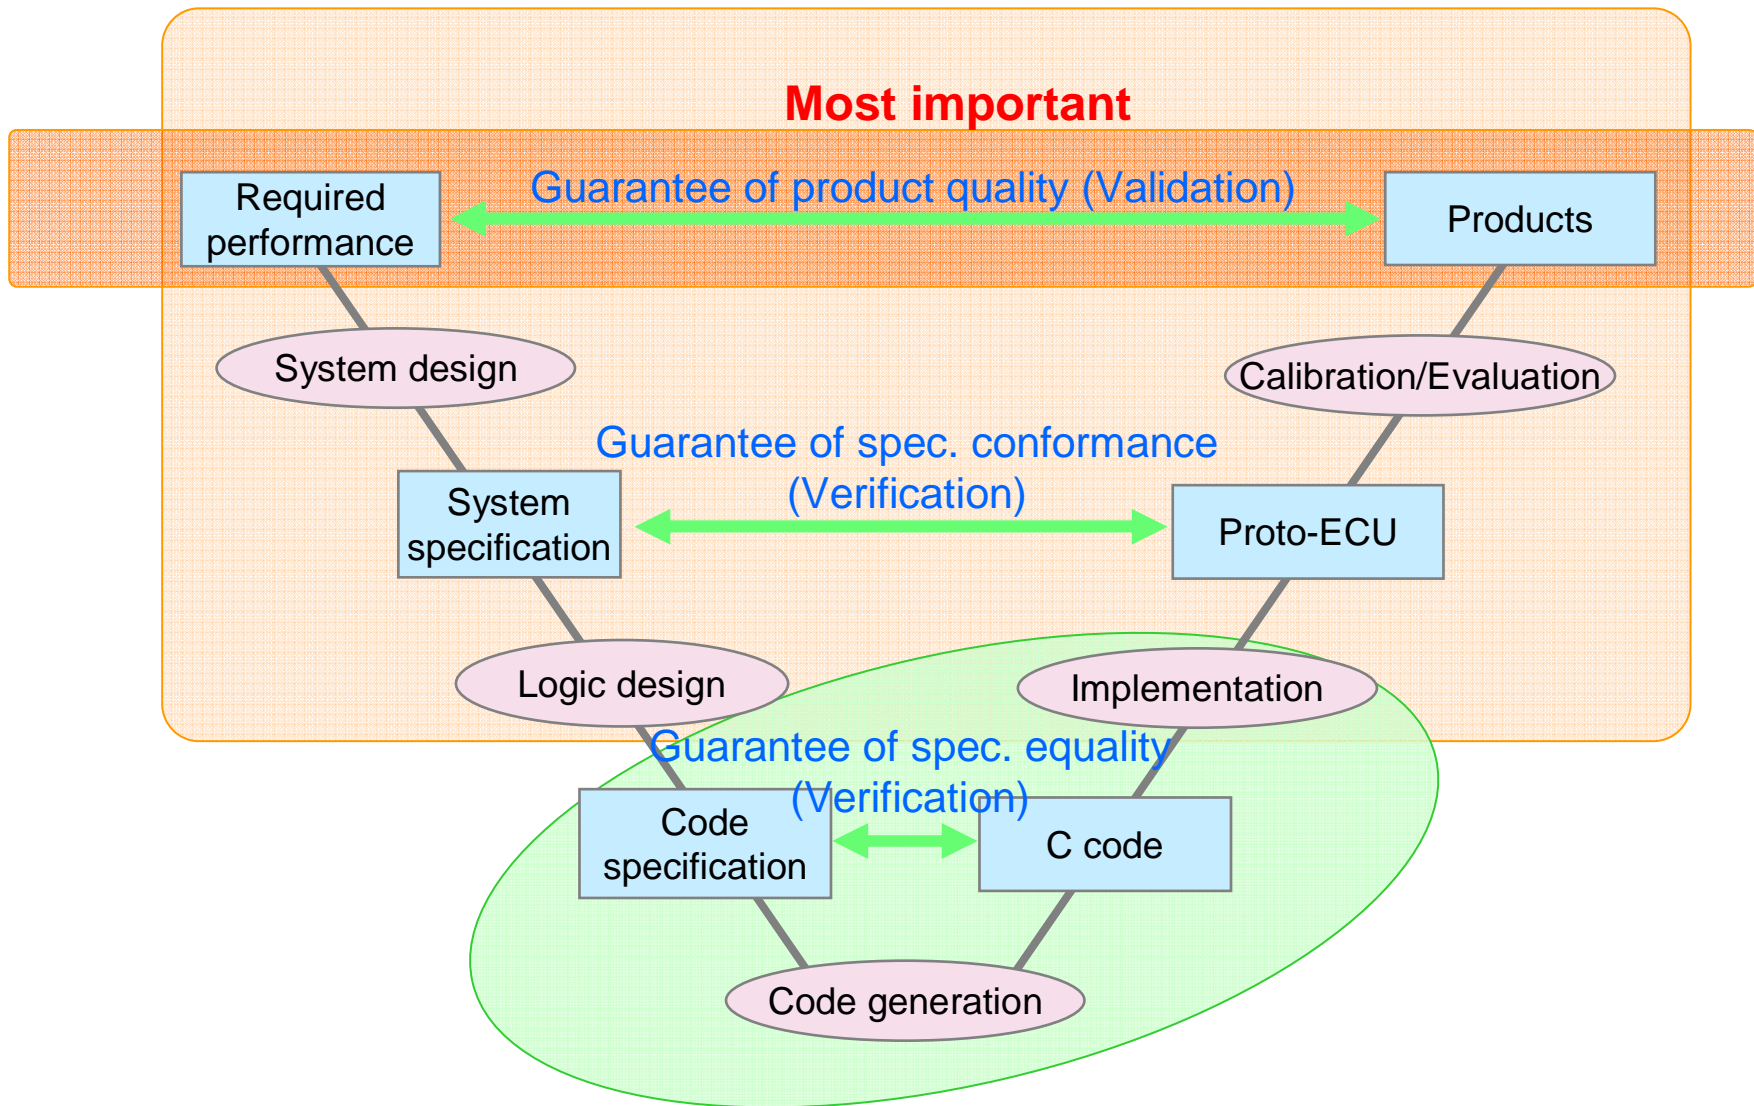 Most important
Guarantee of product quality (Validation)
Required
performance
Products
System design
Calibration/Evaluation
Guarantee of spec. conformance
(Verification)
System
specification
Proto-ECU
Logic design
Implementation
Guarantee of spec. equality
(Verification)
Code
specification
C code
Code generation